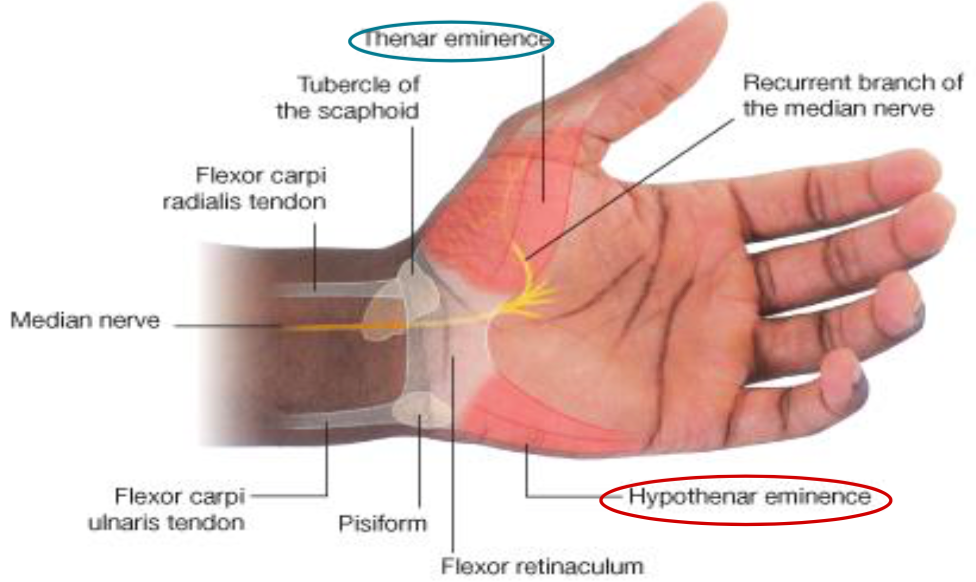 Thenar eminence
Tubercle of
the scaphoid
Recurrent branch of
the median nerve
Flexor carpi
radialis tendon
Median nerve
Flexor carpi
ulnaris tendon
Pisiform
Hypothenar eminence
Flexor retinaculum